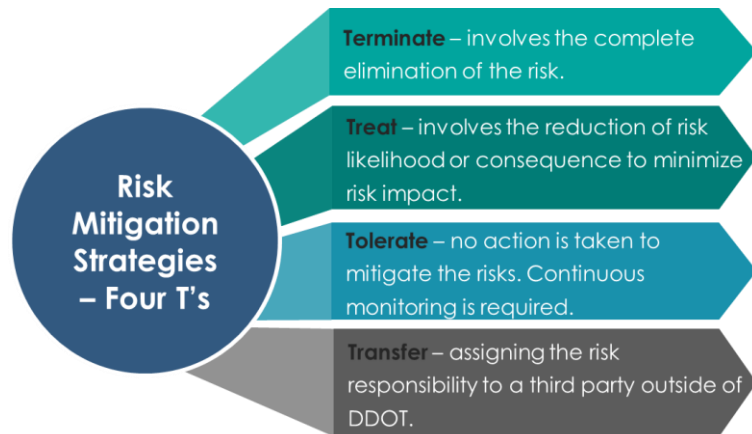 Risk
Mitigation
Strategies
– Four T's
Terminate – involves the complete
elimination of the risk.
Treat – involves the reduction of risk
likelihood or consequence to minimize
risk impact.
Tolerate – no action is taken to
mitigate the risks. Continuous
monitoring is required.
Transfer – assigning the risk
responsibility to a third party outside of
DDOT.